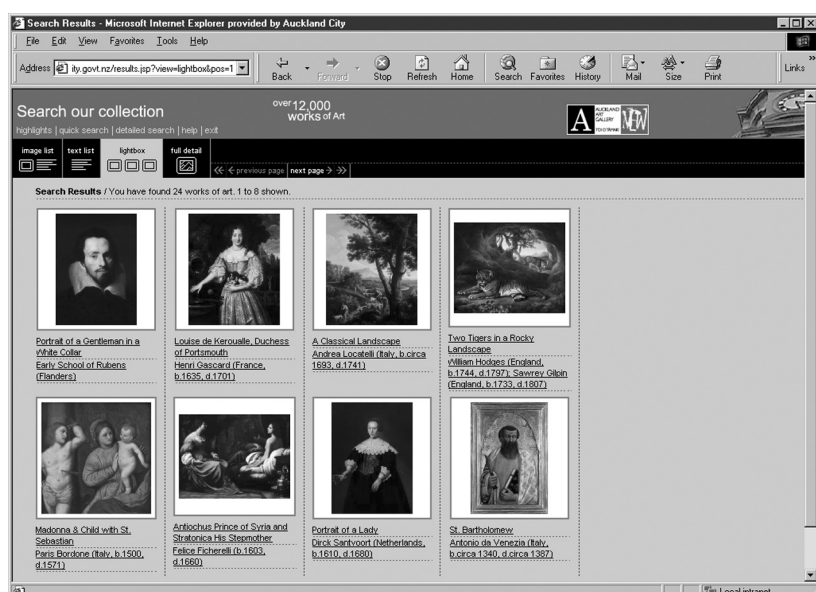 Search Results - Microsoft Internet Explorer provided by Auckland City
File Edit View Favorites Tools Help
Address ity.govt.nz/results.jsp?view=lightbox&pos=1 Back Forward Stop Refresh Home Search Favorites History Mail Size Print Links »
Search our collection
over 12,000
works of Art
highlights | quick search | detailed search | help | exit
A AUCKLAND ART GALLERY TOI O TĀMAKI NEW
image list text list lightbox full detail
previous page next page
Search Results / You have found 24 works of art. 1 to 8 shown.
Portrait of a Gentleman in a
White Collar
Early School of Rubens
(Flanders)
Louise de Keroualle, Duchess
of Portsmouth
Henri Gascard (France,
b.1635, d.1701)
A Classical Landscape
Andrea Locatelli (Italy, b.circa
1693, d.1741)
Two Tigers in a Rocky
Landscape
William Hodges (England,
b.1744, d.1797); Sawrey Gilpin
(England, b.1733, d.1807)
Madonna & Child with St.
Sebastian
Paris Bordone (Italy, b.1500,
d.1571)
Antiochus Prince of Syria and
Stratonica His Stepmother
Felice Ficherelli (b.1603,
d.1660)
Portrait of a Lady
Dirck Santvoort (Netherlands,
b.1610, d.1680)
St. Bartholomew
Antonio da Venezia (Italy,
b.circa 1340, d.circa 1387)
Local intranet